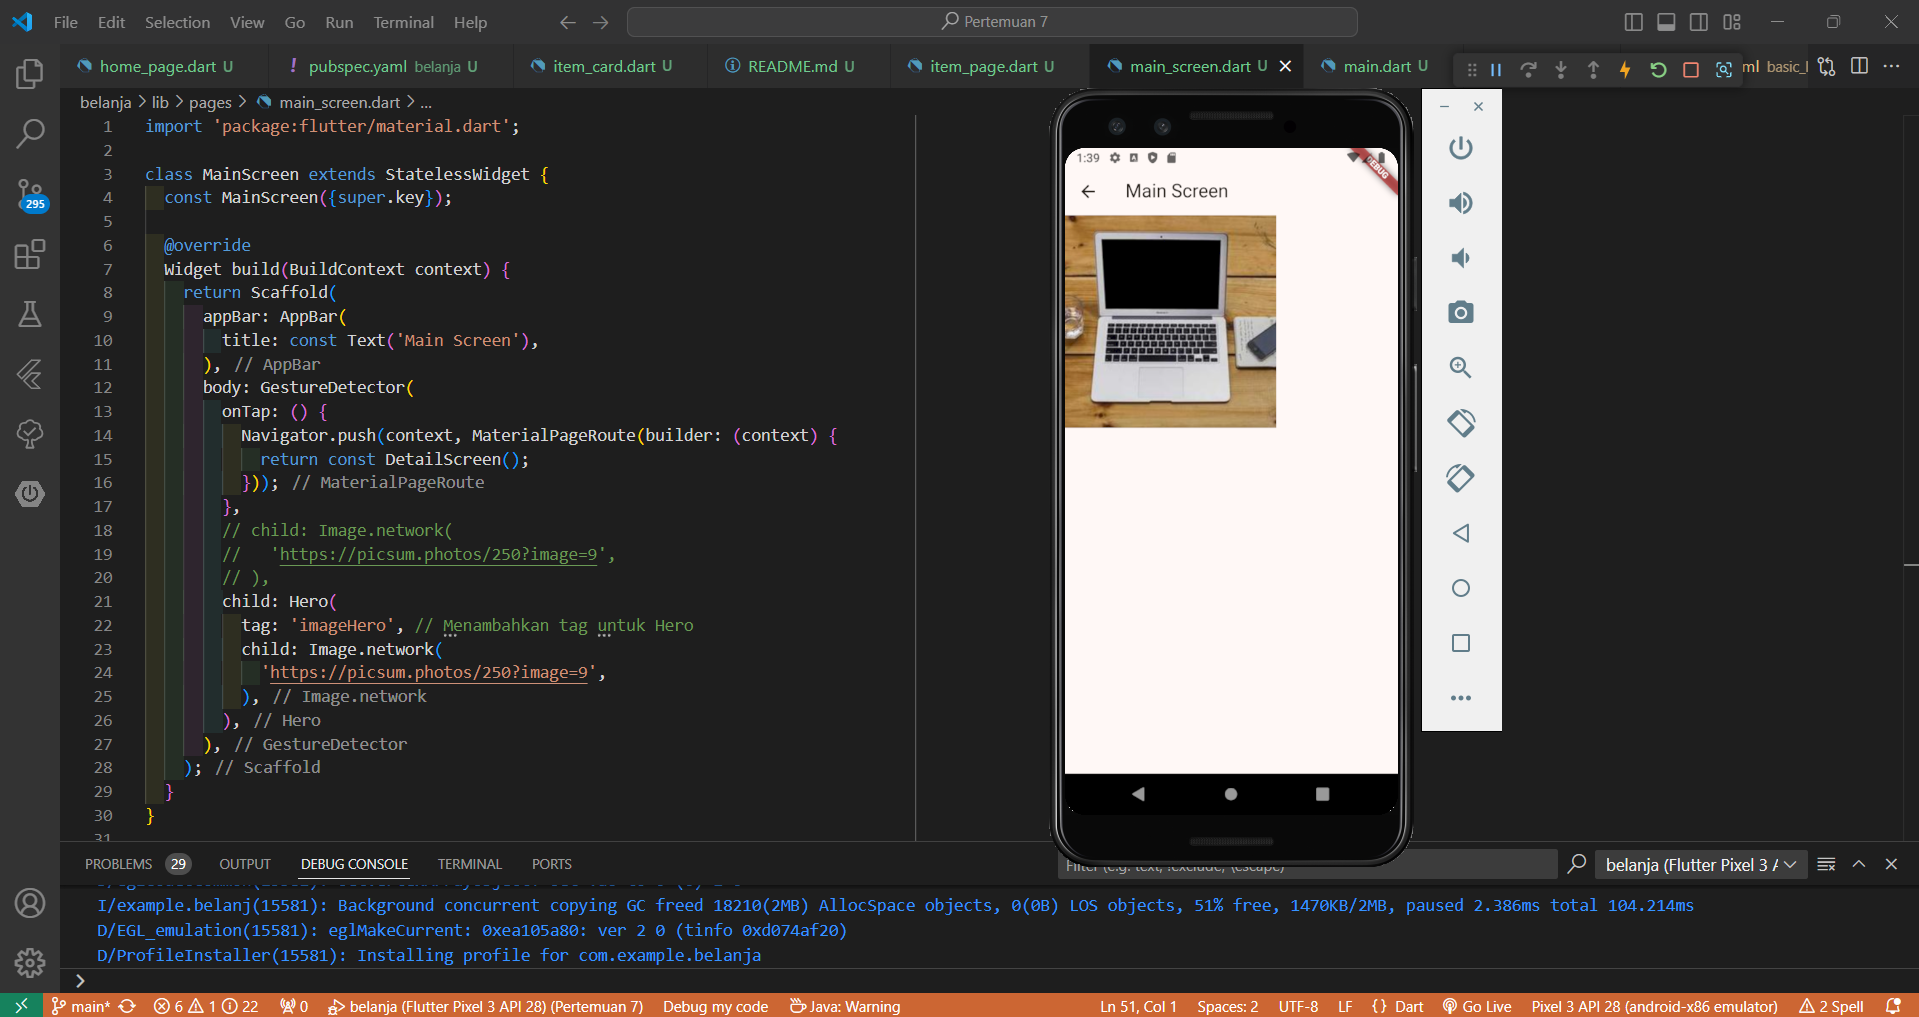 File Edit Selection View Go Run Terminal Help
Pertemuan 7
home_page.dart U
! pubspec.yaml belanja U
item_card.dart U
README.md U
item_page.dart U
main_screen.dart U
main.dart U
ml basic_l
belanja > lib > pages > main_screen.dart > ...
1 import 'package:flutter/material.dart';
2
3 class MainScreen extends StatelessWidget {
4 const MainScreen({super.key});
5
6 @override
7 Widget build(BuildContext context) {
8 return Scaffold(
9 appBar: AppBar(
10 title: const Text('Main Screen'),
11 ), // AppBar
12 body: GestureDetector(
13 onTap: () {
14 Navigator.push(context, MaterialPageRoute(builder: (context) {
15 return const DetailScreen();
16 })); // MaterialPageRoute
17 },
18 // child: Image.network(
19 //   'https://picsum.photos/250?image=9',
20 // ),
21 child: Hero(
22 tag: 'imageHero', // Menambahkan tag untuk Hero
23 child: Image.network(
24 'https://picsum.photos/250?image=9',
25 ), // Image.network
26 ), // Hero
27 ), // GestureDetector
28 ); // Scaffold
29 }
30 }
31
295
1:39
DEBUG
Main Screen
PROBLEMS 29 OUTPUT DEBUG CONSOLE TERMINAL PORTS
Filter (e.g. text, !exclude, \escape)
belanja (Flutter Pixel 3 A
I/example.belanj(15581): Background concurrent copying GC freed 18210(2MB) AllocSpace objects, 0(0B) LOS objects, 51% free, 1470KB/2MB, paused 2.386ms total 104.214ms
D/EGL_emulation(15581): eglMakeCurrent: 0xea105a80: ver 2 0 (tinfo 0xd074af20)
D/ProfileInstaller(15581): Installing profile for com.example.belanja
>
main* 6 1 22 0 belanja (Flutter Pixel 3 API 28) (Pertemuan 7) Debug my code Java: Warning Ln 51, Col 1 Spaces: 2 UTF-8 LF {} Dart Go Live Pixel 3 API 28 (android-x86 emulator) 2 Spell